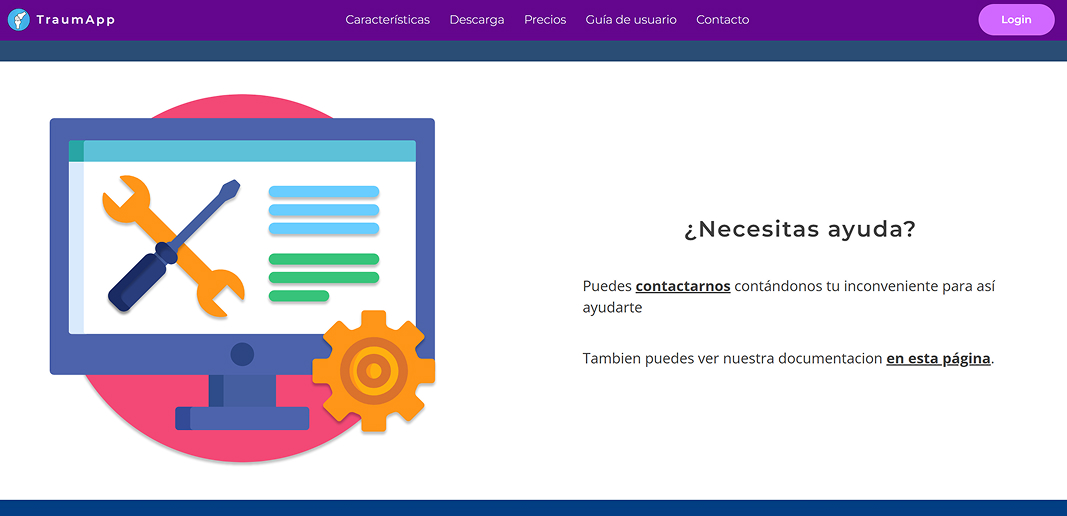 TraumApp
Características Descarga Precios Guía de usuario Contacto
Login
¿Necesitas ayuda?
Puedes contactarnos contándonos tu inconveniente para así
ayudarte
Tambien puedes ver nuestra documentacion en esta página.